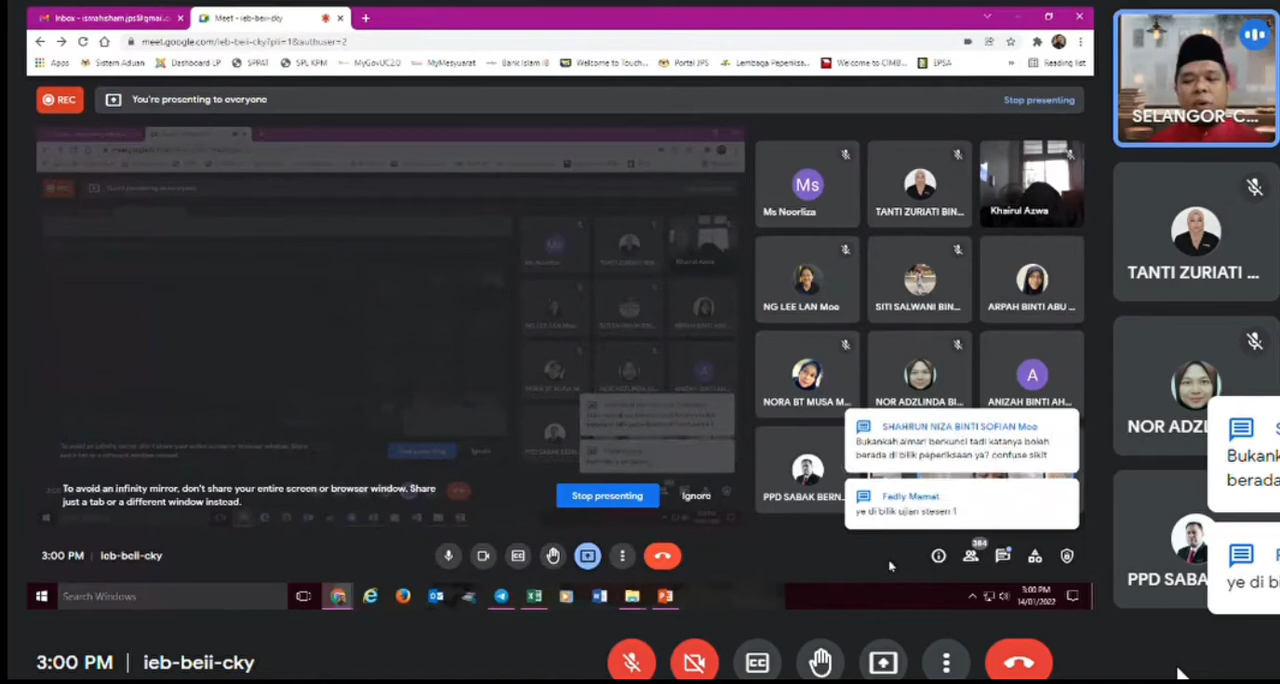 Inbox - ismahisham.jps@gmail.c
Meet - ieb-beii-cky
meet.google.com/ieb-beii-cky?pli=1&authuser=2
Apps
Sistem Aduan
Dashboard LP
SPPAT
SPL KPM
MyGovUC2.0
MyMesyuarat
Bank Islam IB
Welcome to Touch...
Portal JPS
Lembaga Peperiksa...
Welcome to CIMB...
EPSA
»
Reading list
REC
You're presenting to everyone
Stop presenting
Ms
Ms Noorliza
TANTI ZURIATI BIN...
Khairul Azwa
NG LEE LAN Moe
SITI SALWANI BIN...
ARPAH BINTI ABU ...
NORA BT MUSA M...
NOR ADZLINDA BI...
A
ANIZAH BINTI AH...
PPD SABAK BERN
SHAHRUN NIZA BINTI SOFIAN Moe
Bukankah almari berkunci tadi katanya boleh
berada di bilik peperiksaan ya? confuse sikit
Fadly Mamat
ye di bilik ujian stesen 1
To avoid an infinity mirror, don't share your entire screen or browser window. Share
just a tab or a different window instead.
Stop presenting
Ignore
3:00 PM | ieb-beii-cky
384
Search Windows
3:00 PM
14/01/2022
SELANGOR-C...
TANTI ZURIATI ...
NOR ADZL
Bukank
berada
PPD SABA
ye di bi
3:00 PM | ieb-beii-cky